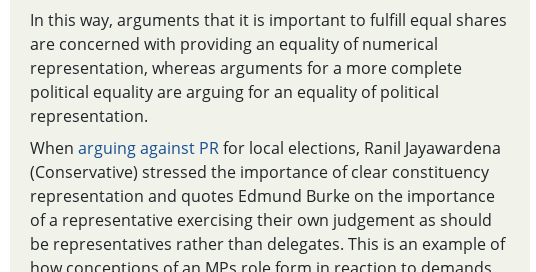 In this way, arguments that it is important to fulfill equal shares
are concerned with providing an equality of numerical
representation, whereas arguments for a more complete
political equality are arguing for an equality of political
representation.
When arguing against PR for local elections, Ranil Jayawardena
(Conservative) stressed the importance of clear constituency
representation and quotes Edmund Burke on the importance
of a representative exercising their own judgement as should
be representatives rather than delegates. This is an example of
how conceptions of an MPs role form in reaction to demands